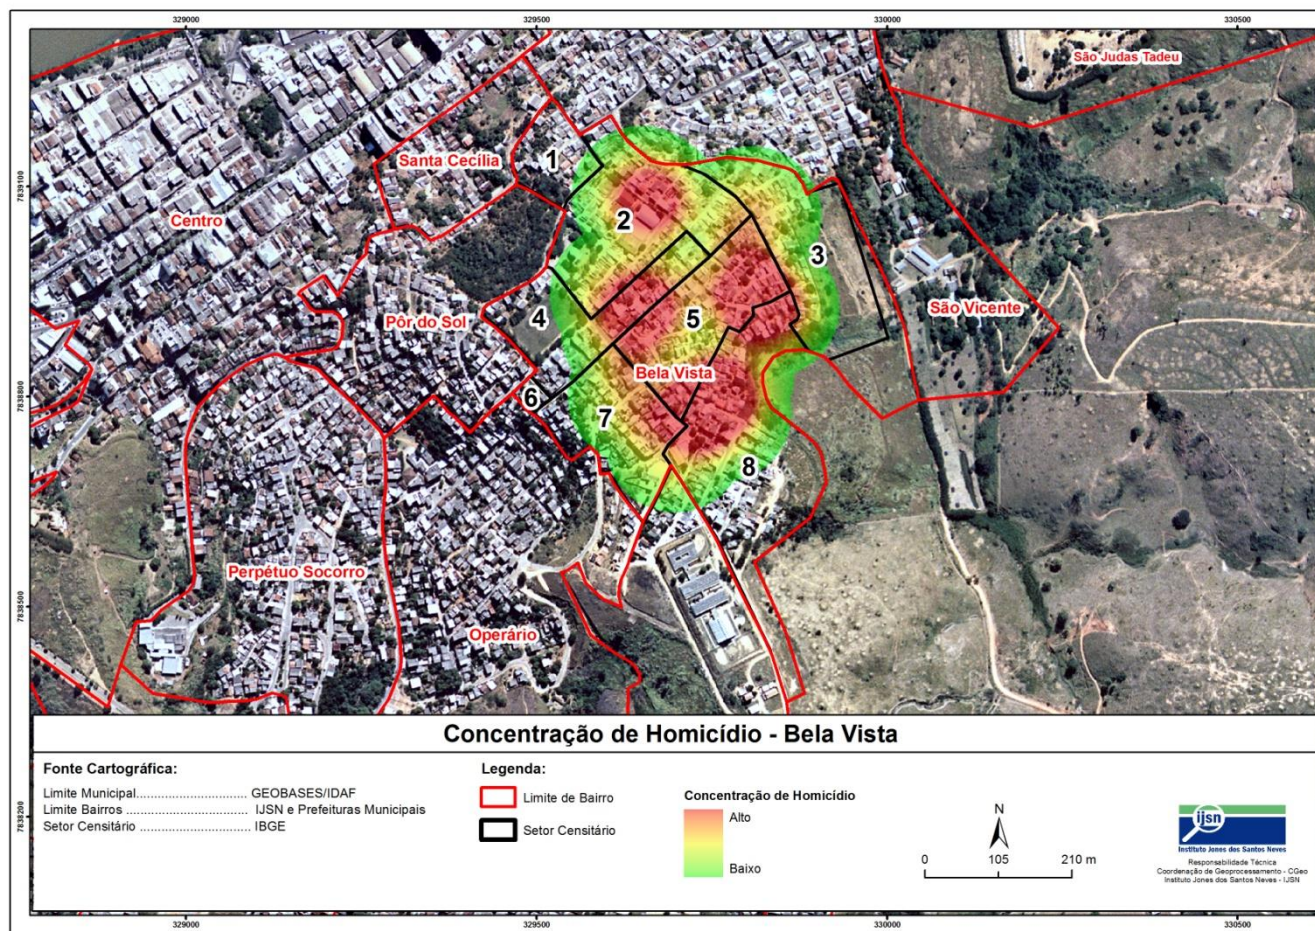 329000
329500
330000
330500
São Judas Tadeu
1
Santa Cecília
7839100
2
Centro
3
4
5
Pôr do Sol
São Vicente
Bela Vista
7838800
6
7
8
Perpétuo Socorro
7838500
Operário
Concentração de Homicídio - Bela Vista
Fonte Cartográfica:
Limite Municipal............................ GEOBASES/IDAF
Limite Bairros ............................ IJSN e Prefeituras Municipais
Setor Censitário ............................ IBGE
Legenda:
Limite de Bairro
Setor Censitário
Concentração de Homicídio
Alto
Baixo
7838200
N
0 105 210 m
ijsn
Instituto Jones dos Santos Neves
Responsabilidade Técnica
Coordenação de Geoprocessamento - CGeo
Instituto Jones dos Santos Neves - IJSN
329000
329500
330000
330500